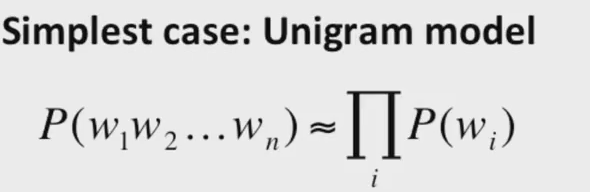 Simplest case: Unigram model
P(w₁w₂…wₙ) ≈ ∏ P(wᵢ)
i